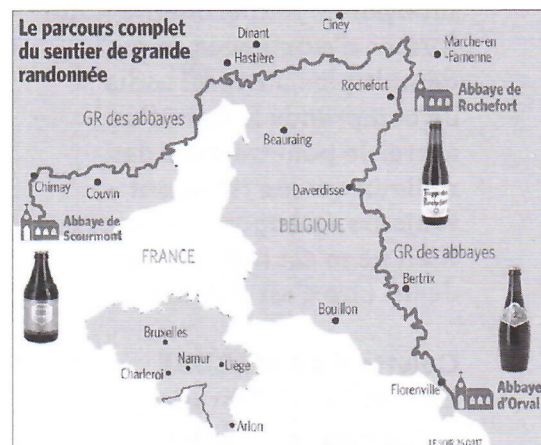 Le parcours complet
du sentier de grande
randonnée
Ciney
Dinant
Hastière
Marche-en
-Famenne
Rochefort
Abbaye de
Rochefort
GR des abbayes
Beauraing
Chimay
Couvin
Daverdisse
Abbaye de
Scourmont
BELGIQUE
FRANCE
GR des abbayes
Bertrix
Bouillon
Bruxelles
Namur
Liège
Charleroi
Florenville
Abbaye
d'Orval
Arlon
LE SOIR